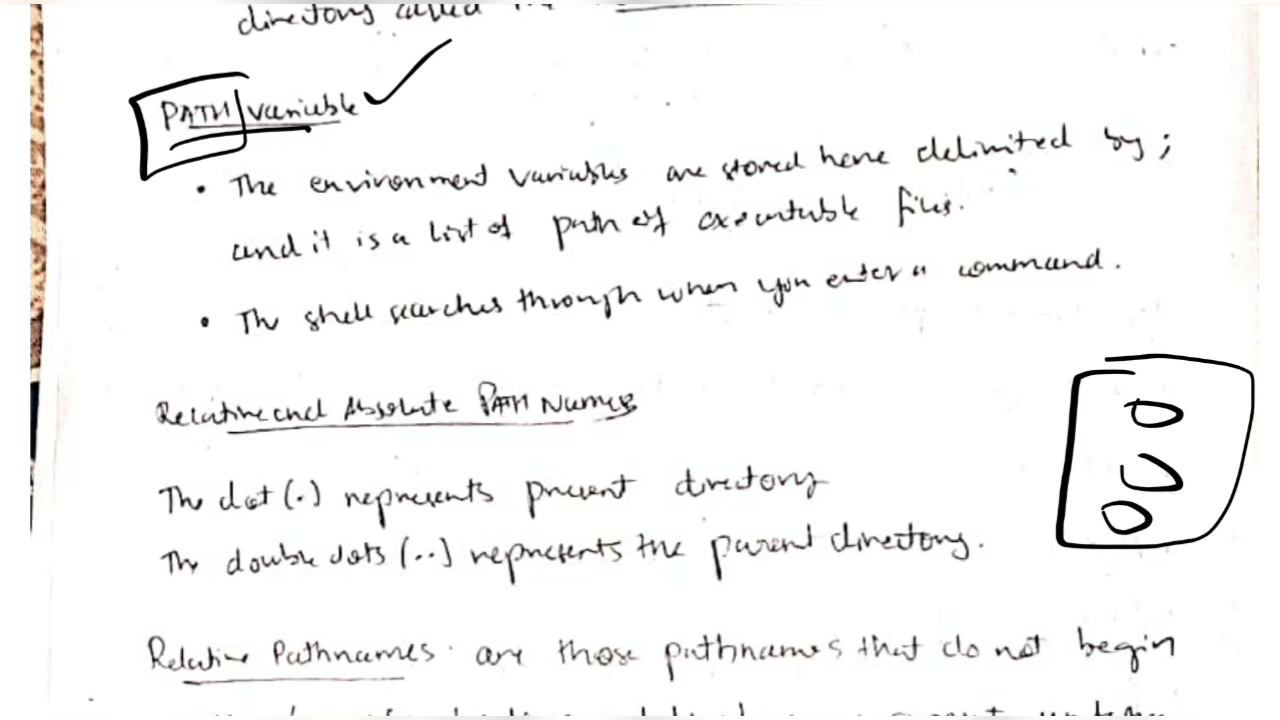 directory called
PATH variable
• The environment variables are stored here delimited by ;
and it is a list of path of executable files.
• The shell searches through when you enter a command.
Relative and Absolute PATH Names
The dot (.) represents present directory
The double dots (..) represents the parent directory.
Relative Pathnames are those pathnames that do not begin